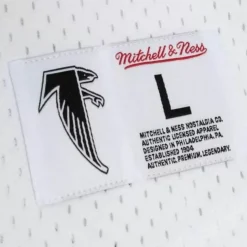 Mitchell & Ness
L
MITCHELL & NESS NOSTALGIA CO.
AUTHENTIC LICENSED APPAREL
DESIGNED IN PHILADELPHIA, PA.
ESTABLISHED 1904
AUTHENTIC. PREMIUM. LEGENDARY.